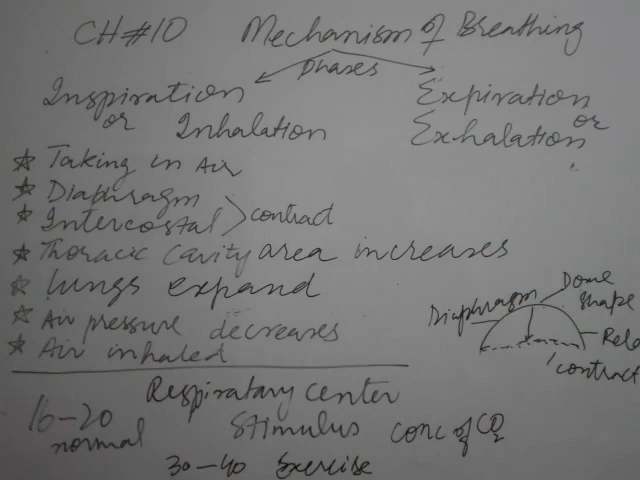 CH#10 Mechanism of Breathing
Phases
Inspiration
or Inhalation
Expiration
or
Exhalation
☆ Taking in Air
☆ Diaphragm
☆ Intercostal > contract
☆ Thoracic Cavity area increases
☆ Lungs expand
☆ Air pressure decreases
☆ Air inhaled
Dome
shape
Diaphragm
Rela
contract
Respiratary center
16-20
normal
Stimulus conc of CO2
30-40 Exercise